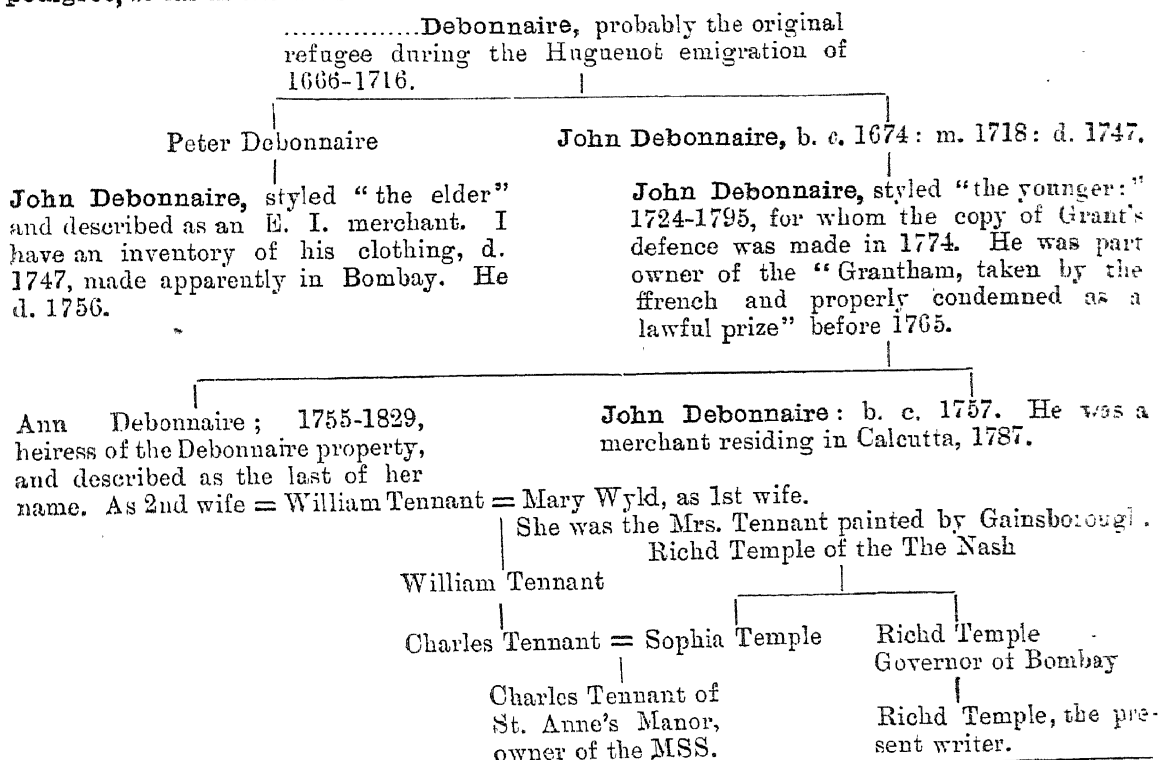 ................Debonnaire, probably the original
refugee during the Huguenot emigration of
1666-1716.
Peter Debonnaire
John Debonnaire, b. c. 1674: m. 1718: d. 1747.
John Debonnaire, styled "the elder"
and described as an E. I. merchant. I
have an inventory of his clothing, d.
1747, made apparently in Bombay. He
d. 1756.
John Debonnaire, styled "the younger:"
1724-1795, for whom the copy of Grant's
defence was made in 1774. He was part
owner of the "Grantham, taken by the
ffrench and properly condemned as a
lawful prize" before 1765.
Ann Debonnaire; 1755-1829,
heiress of the Debonnaire property,
and described as the last of her
name. As 2nd wife = William Tennant = Mary Wyld, as 1st wife.
John Debonnaire: b. c. 1757. He was a
merchant residing in Calcutta, 1787.
She was the Mrs. Tennant painted by Gainsborough.
Richd Temple of the The Nash
William Tennant
Charles Tennant = Sophia Temple
Richd Temple
Governor of Bombay
Charles Tennant of
St. Anne's Manor,
owner of the MSS.
Richd Temple, the pre-
sent writer.